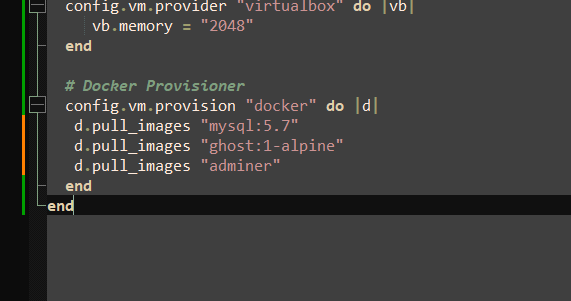 config.vm.provider "virtualbox" do |vb|
vb.memory = "2048"
end
# Docker Provisioner
config.vm.provision "docker" do |d|
d.pull_images "mysql:5.7"
d.pull_images "ghost:1-alpine"
d.pull_images "adminer"
end
end